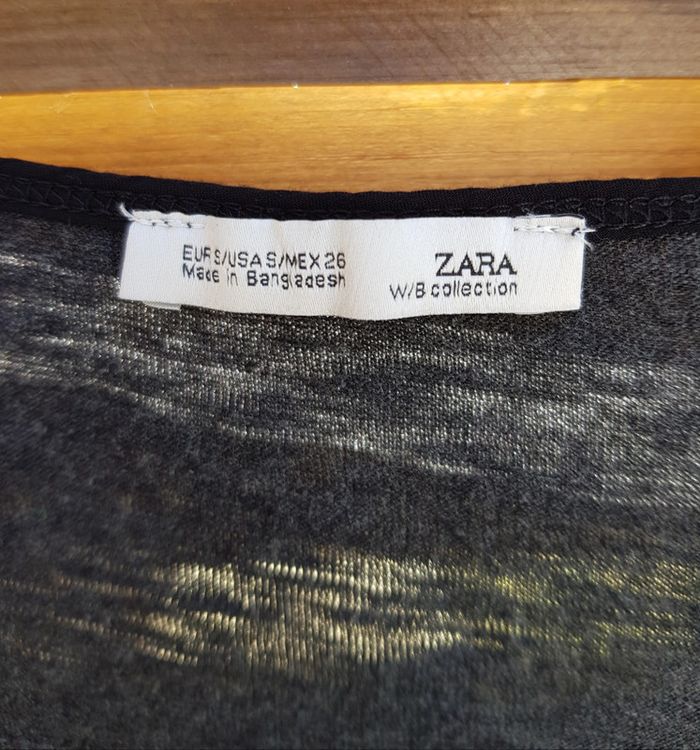 EUR S/USA S/MEX 26
Made in Bangladesh
ZARA
W/B collection